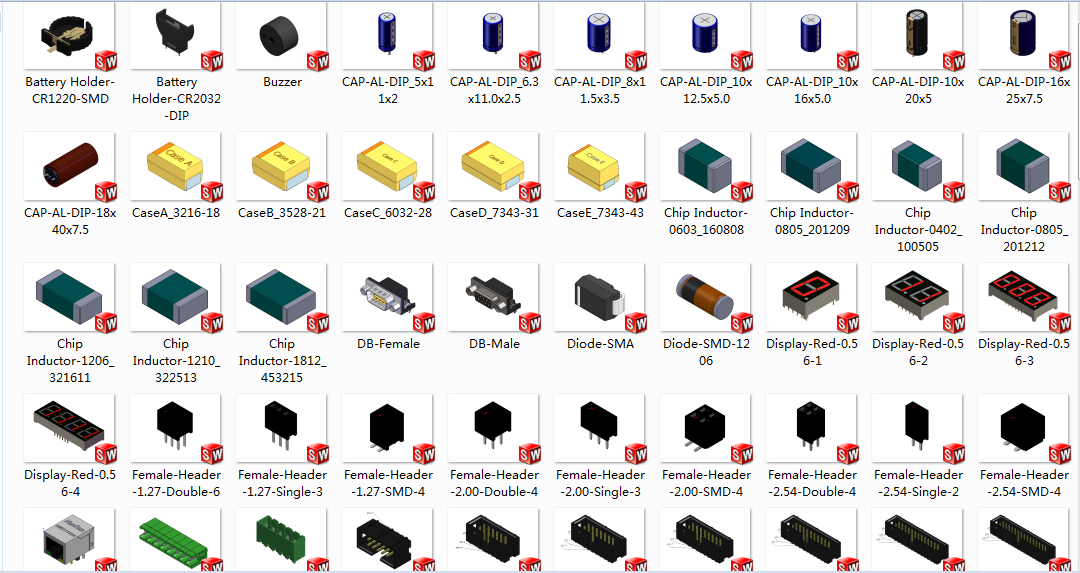 Battery Holder-
CR1220-SMD
Battery
Holder-CR2032
-DIP
Buzzer
CAP-AL-DIP_5x1
1x2
CAP-AL-DIP_6.3
x11.0x2.5
CAP-AL-DIP_8x1
1.5x3.5
CAP-AL-DIP_10x
12.5x5.0
CAP-AL-DIP_10x
16x5.0
CAP-AL-DIP-10x
20x5
CAP-AL-DIP-16x
25x7.5
CAP-AL-DIP-18x
40x7.5
Case A
CaseA_3216-18
Case B
CaseB_3528-21
Case C
CaseC_6032-28
Case D
CaseD_7343-31
Case E
CaseE_7343-43
Chip Inductor-
0603_160808
Chip Inductor-
0805_201209
Chip
Inductor-0402_
100505
Chip
Inductor-0805_
201212
Chip
Inductor-1206_
321611
Chip
Inductor-1210_
322513
Chip
Inductor-1812_
453215
DB-Female
DB-Male
Diode-SMA
Diode-SMD-12
06
Display-Red-0.5
6-1
Display-Red-0.5
6-2
Display-Red-0.5
6-3
Display-Red-0.5
6-4
Female-Header
-1.27-Double-6
Female-Header
-1.27-Single-3
Female-Header
-1.27-SMD-4
Female-Header
-2.00-Double-4
Female-Header
-2.00-Single-3
Female-Header
-2.00-SMD-4
Female-Header
-2.54-Double-4
Female-Header
-2.54-Single-2
Female-Header
-2.54-SMD-4